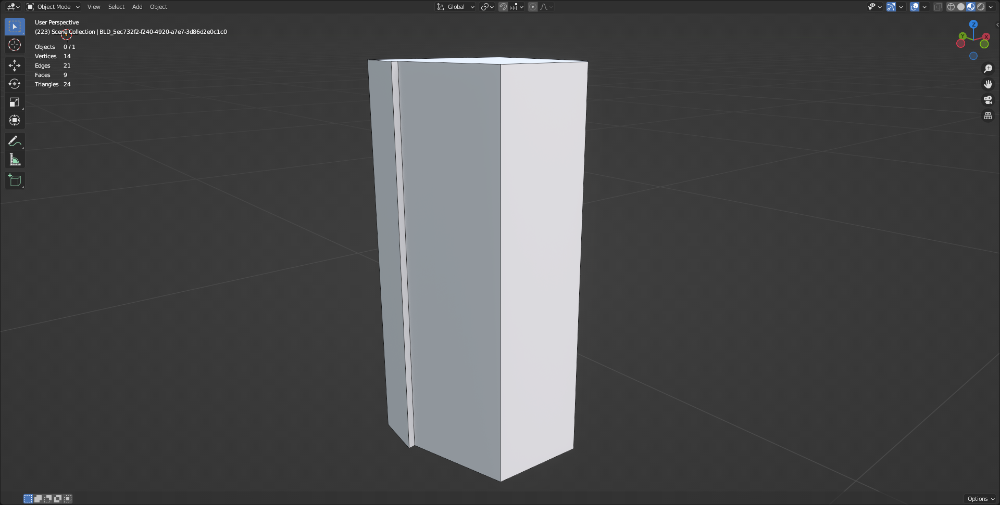 Object Mode View Select Add Object Global
User Perspective
(223) Scene Collection | BLD_5ec732f2-f240-4920-a7e7-3d86d2e0c1c0
Objects 0 / 1
Vertices 14
Edges 21
Faces 9
Triangles 24
Z
Y X
Options